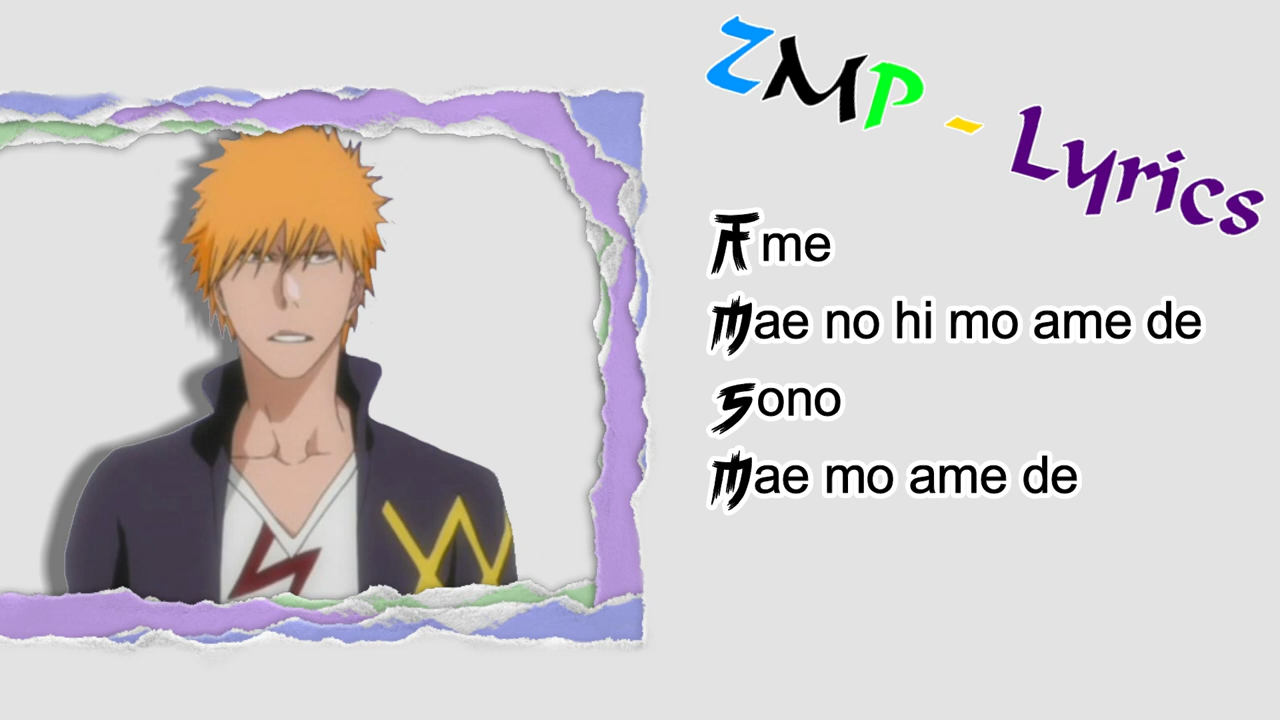 ZMP - Lyrics
Ame
Mae no hi mo ame de
Sono
Mae mo ame de